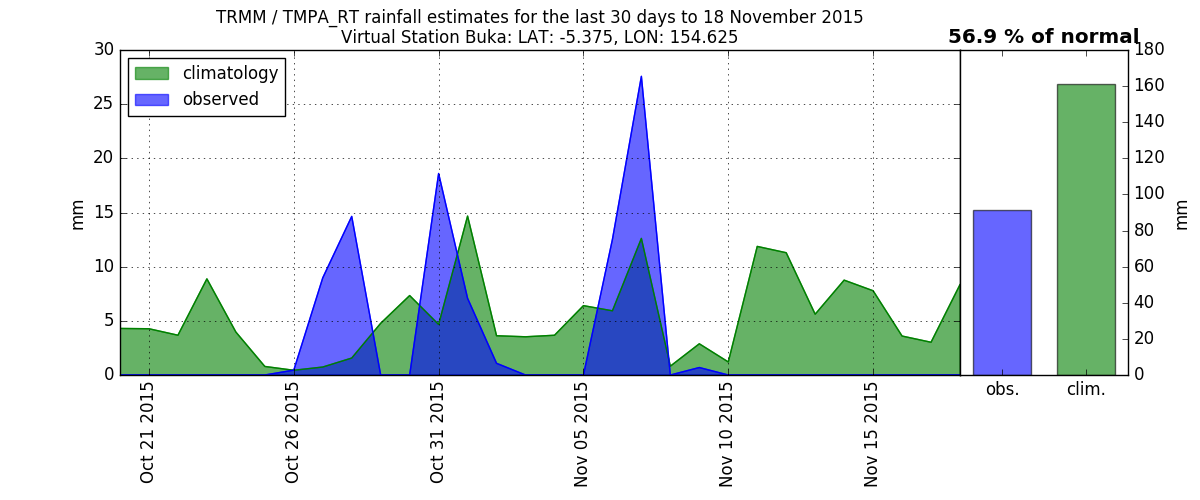 TRMM / TMPA_RT rainfall estimates for the last 30 days to 18 November 2015
Virtual Station Buka: LAT: -5.375, LON: 154.625
56.9 % of normal
climatology
observed
mm
30
25
20
15
10
5
0
Oct 21 2015
Oct 26 2015
Oct 31 2015
Nov 05 2015
Nov 10 2015
Nov 15 2015
180
160
140
120
100
80
60
40
20
0
mm
obs.
clim.